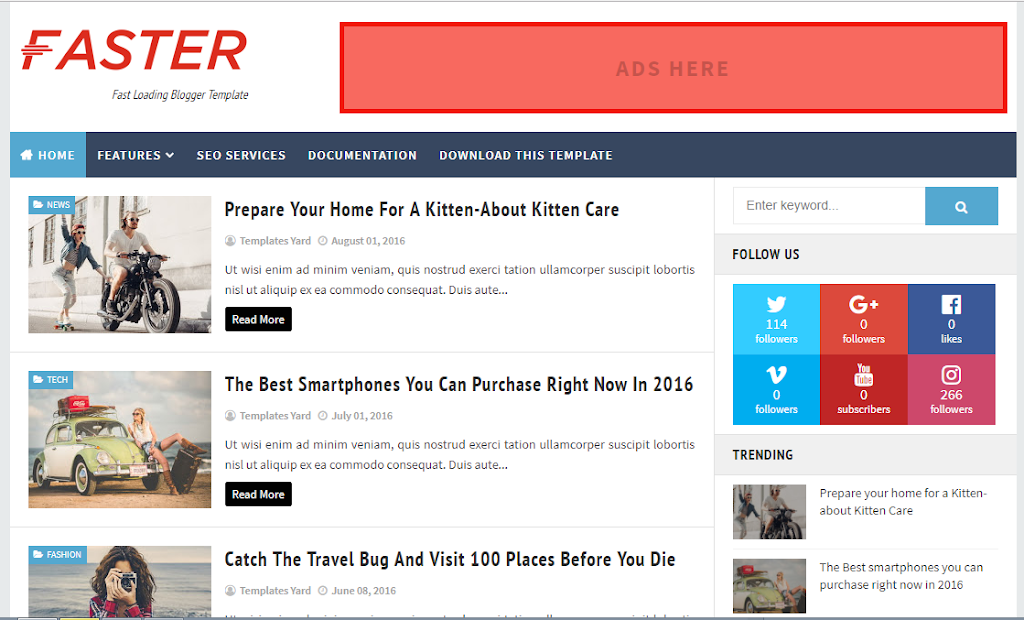 FASTER
Fast Loading Blogger Template
ADS HERE
HOME FEATURES SEO SERVICES DOCUMENTATION DOWNLOAD THIS TEMPLATE
NEWS
Prepare Your Home For A Kitten-About Kitten Care
Templates Yard August 01, 2016
Ut wisi enim ad minim veniam, quis nostrud exerci tation ullamcorper suscipit lobortis
nisl ut aliquip ex ea commodo consequat. Duis aute...
Read More
TECH
The Best Smartphones You Can Purchase Right Now In 2016
Templates Yard July 01, 2016
Ut wisi enim ad minim veniam, quis nostrud exerci tation ullamcorper suscipit lobortis
nisl ut aliquip ex ea commodo consequat. Duis aute...
Read More
FASHION
Catch The Travel Bug And Visit 100 Places Before You Die
Templates Yard June 08, 2016
Enter keyword...
FOLLOW US
114
followers
G+
0
followers
0
likes
0
followers
You
Tube
0
subscribers
266
followers
TRENDING
Prepare your home for a Kitten-
about Kitten Care
The Best smartphones you can
purchase right now in 2016